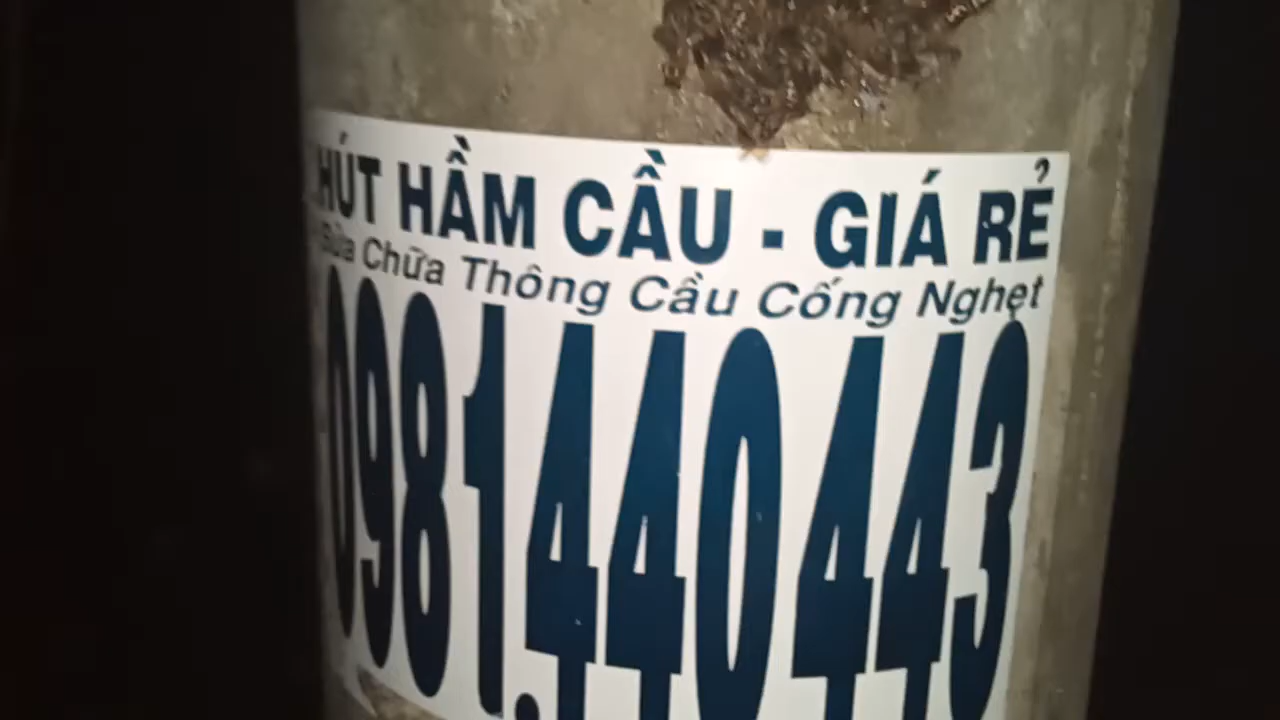 HÚT HẦM CẦU - GIÁ RẺ
Sửa Chữa Thông Cầu Cống Nghẹt
0981.440443